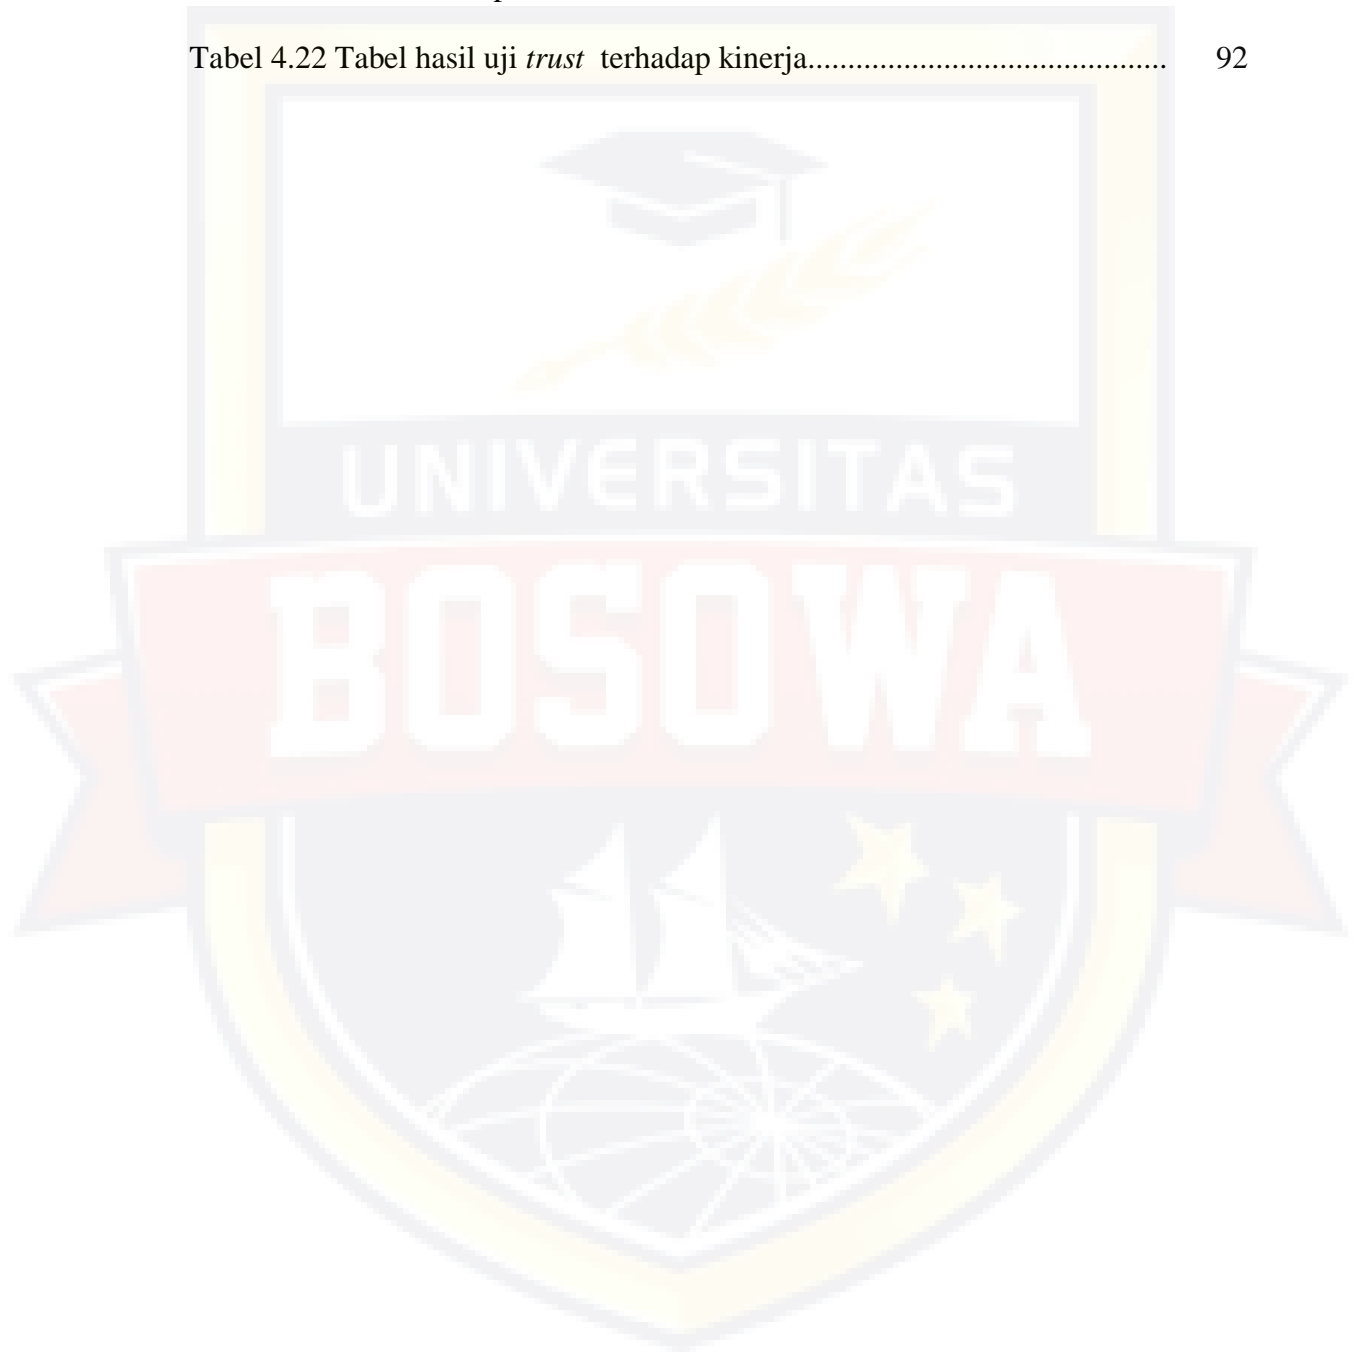 Tabel 4.22 Tabel hasil uji trust terhadap kinerja............................................. 92
UNIVERSITAS
BOSOWA